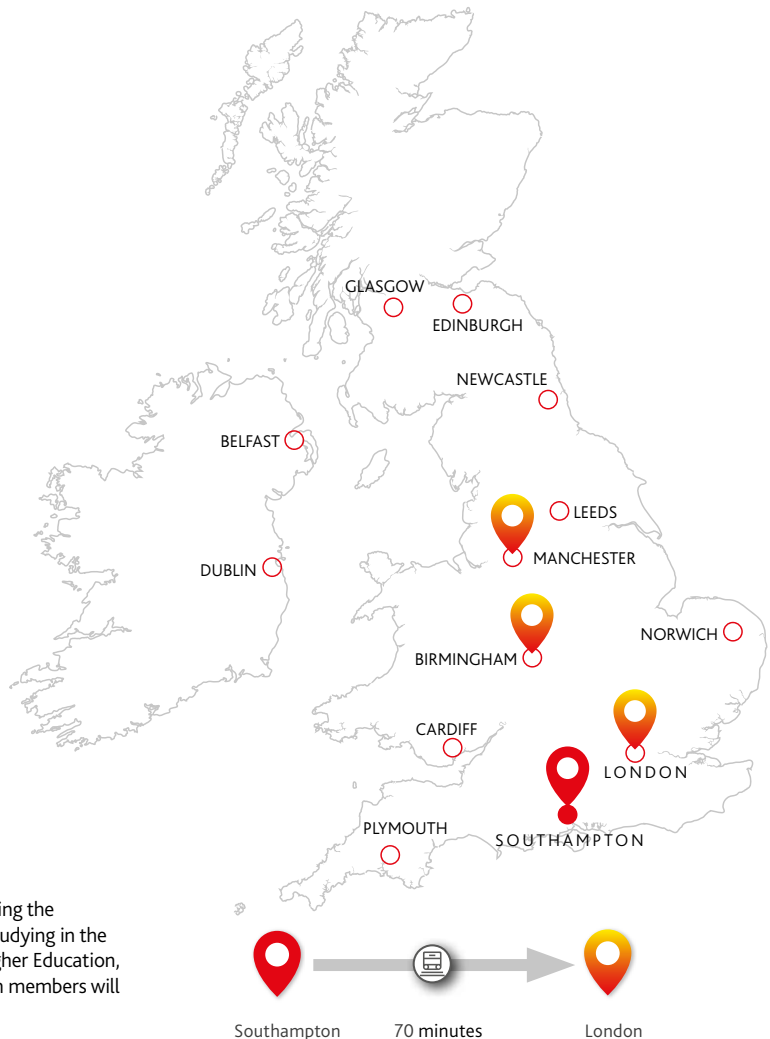 GLASGOW
EDINBURGH
NEWCASTLE
BELFAST
LEEDS
MANCHESTER
DUBLIN
NORWICH
BIRMINGHAM
CARDIFF
LONDON
PLYMOUTH
SOUTHAMPTON
ing the
udying in the
gher Education,
n members will
Southampton 70 minutes London